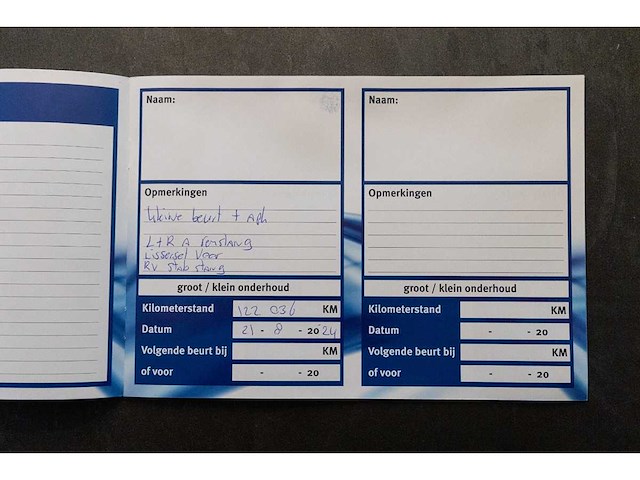 Naam:
Opmerkingen
kleine beurt + apk
L+R A remslang
Wissersel Voor
RV stab stang
groot / klein onderhoud
Kilometerstand 122 036 KM
Datum 21 - 8 - 2024
Volgende beurt bij KM
of voor - - 20
Naam:
Opmerkingen
groot / klein onderhoud
Kilometerstand KM
Datum - - 20
Volgende beurt bij KM
of voor - - 20